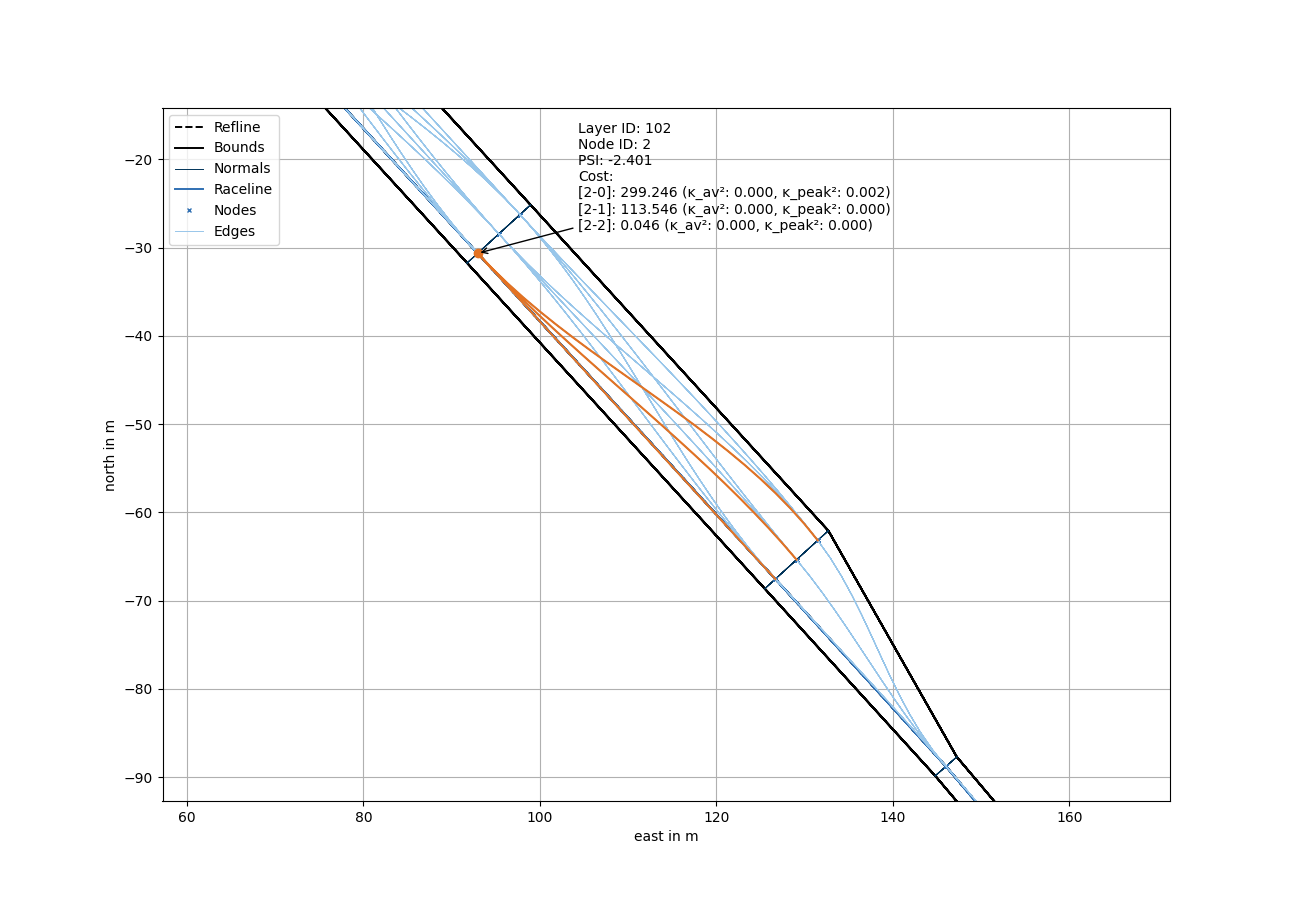 Refline
Bounds
Normals
Raceline
Nodes
Edges
Layer ID: 102
Node ID: 2
PSI: -2.401
Cost:
[2-0]: 299.246 (κ_av²: 0.000, κ_peak²: 0.002)
[2-1]: 113.546 (κ_av²: 0.000, κ_peak²: 0.000)
[2-2]: 0.046 (κ_av²: 0.000, κ_peak²: 0.000)
−20
−30
−40
−50
−60
−70
−80
−90
north in m
60
80
100
120
140
160
east in m